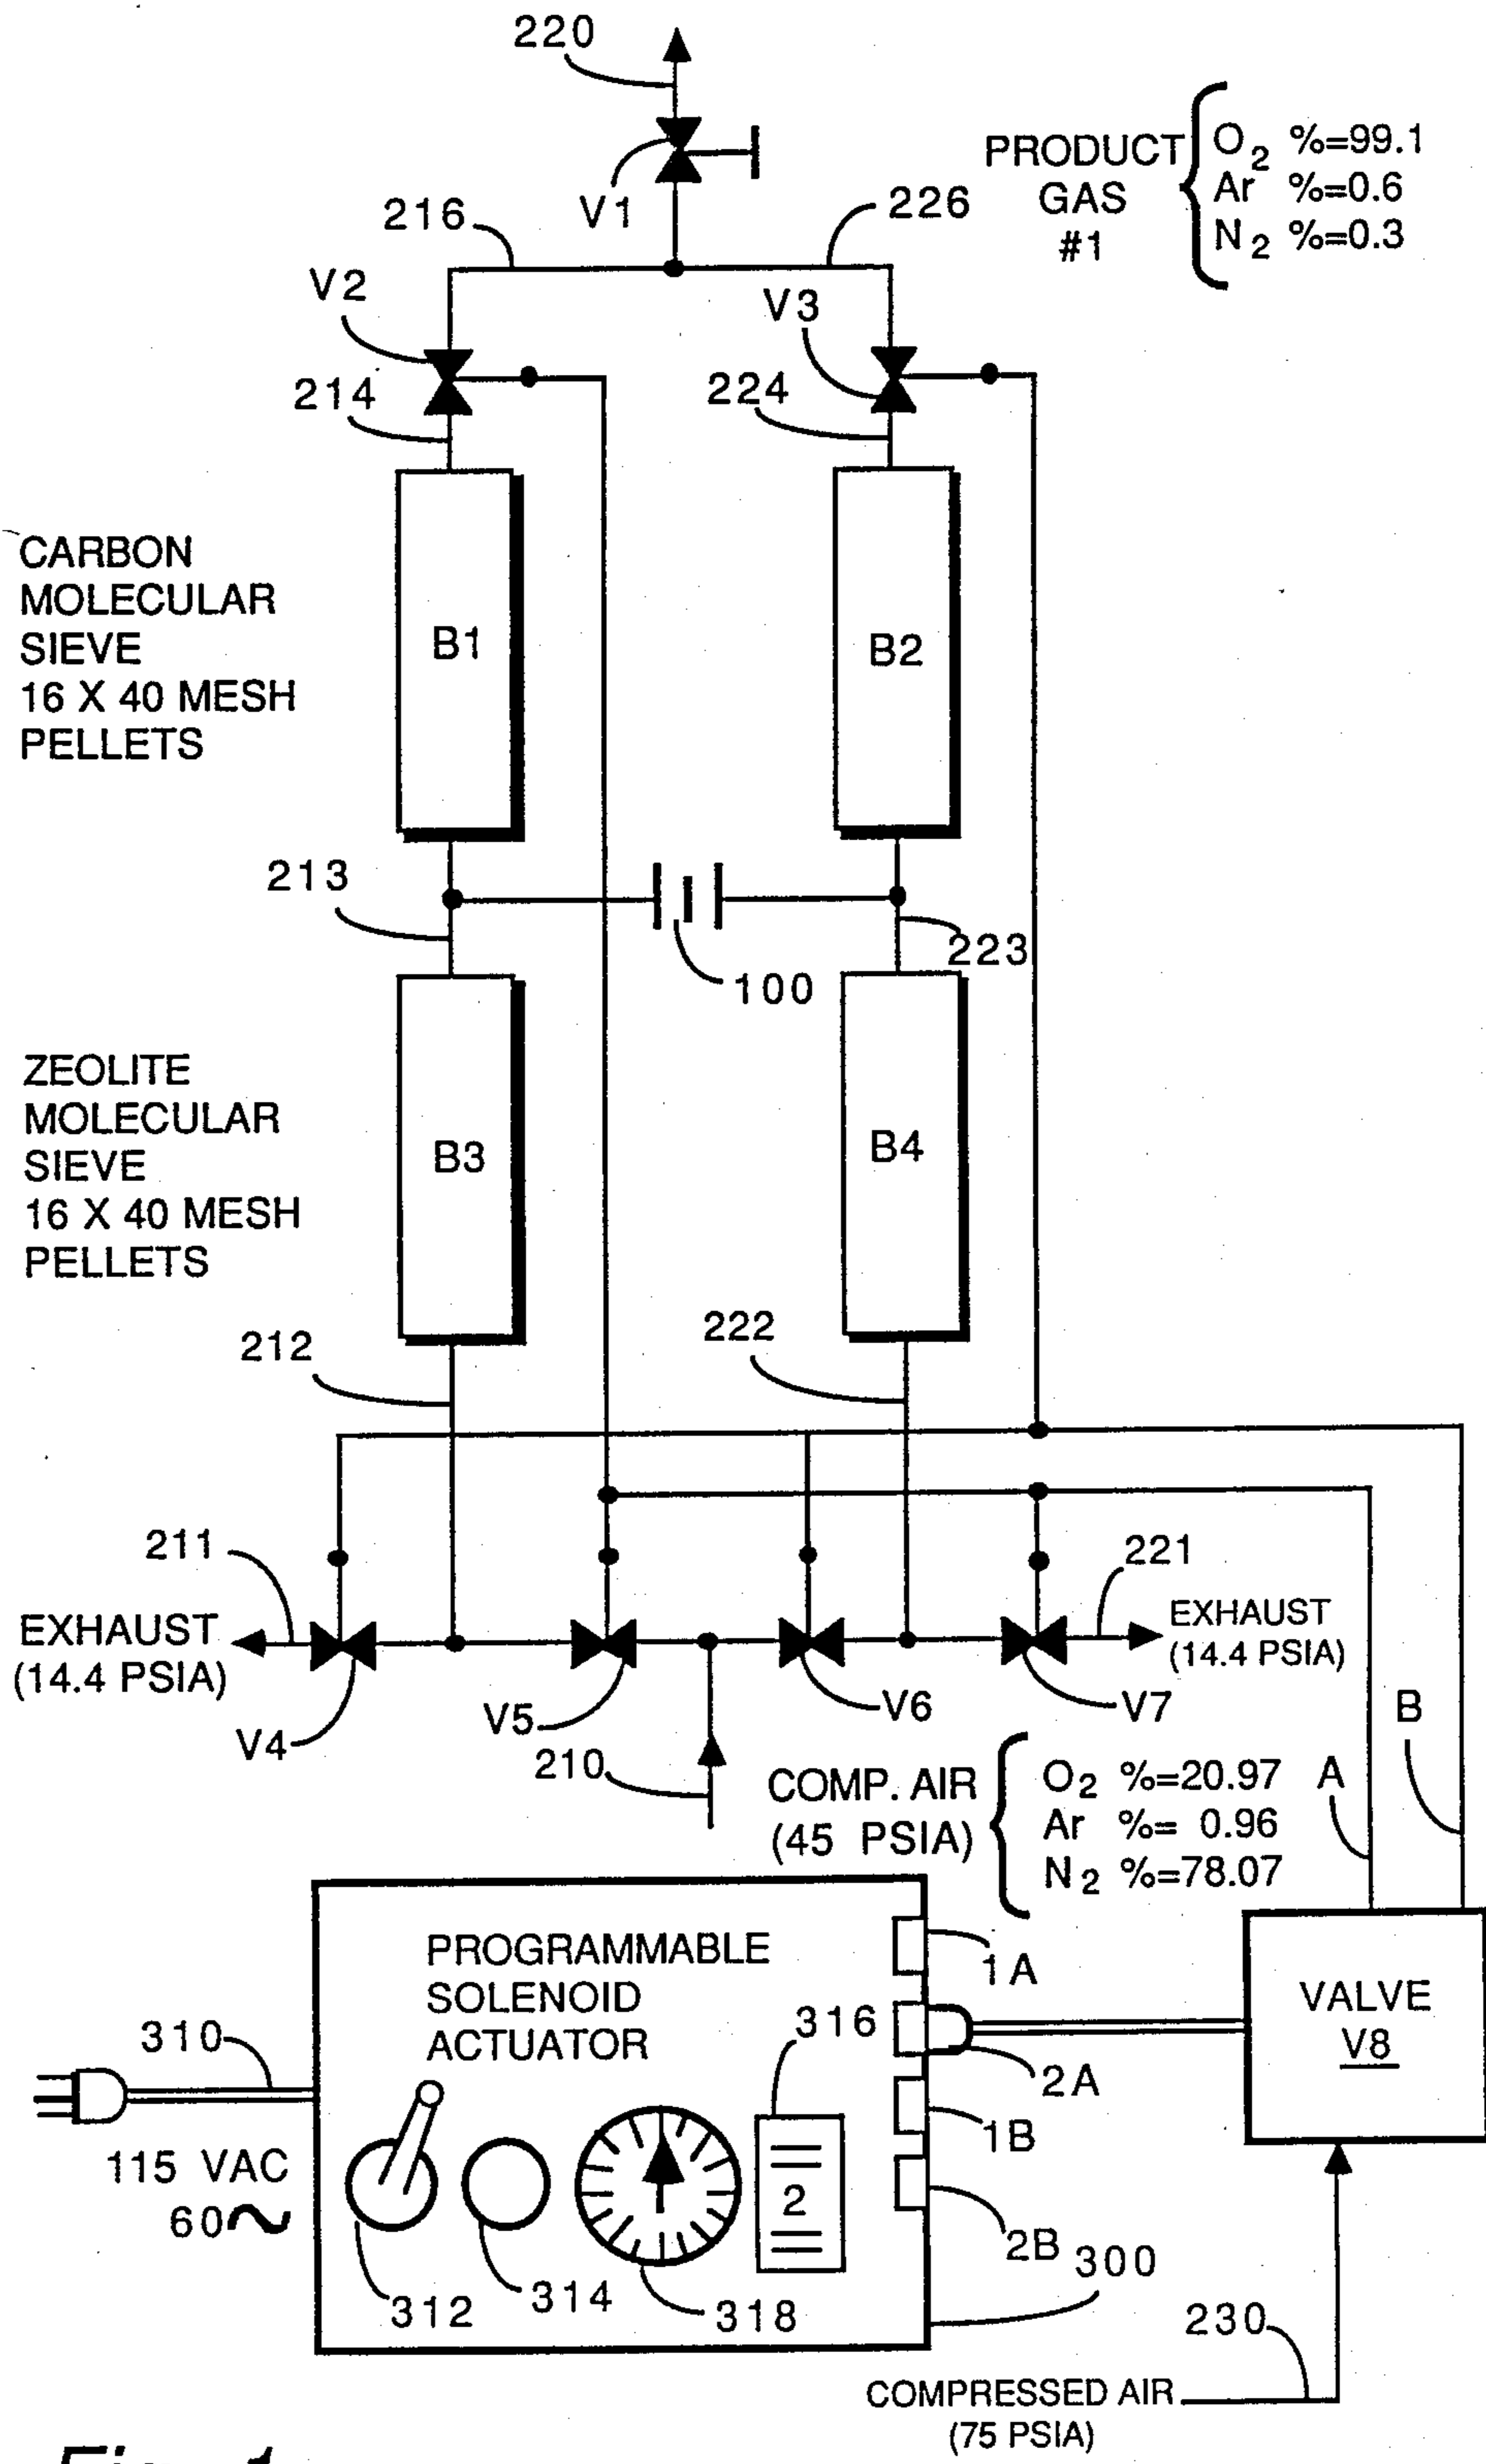 220
V1
PRODUCT
GAS
#1
O2 %=99.1
Ar %=0.6
N2 %=0.3
216
226
V2
V3
214
224
CARBON
MOLECULAR
SIEVE
16 X 40 MESH
PELLETS
B1
B2
213
223
100
ZEOLITE
MOLECULAR
SIEVE
16 X 40 MESH
PELLETS
B3
B4
212
222
211
221
EXHAUST
(14.4 PSIA)
EXHAUST
(14.4 PSIA)
V4
V5
V6
V7
210
COMP. AIR
(45 PSIA)
O2 %=20.97
Ar %= 0.96
N2 %=78.07
A
B
PROGRAMMABLE
SOLENOID
ACTUATOR
1A
2A
1B
2B
VALVE
V8
310
316
115 VAC
60~
2
312
314
318
300
230
COMPRESSED AIR
(75 PSIA)
Fig. 1